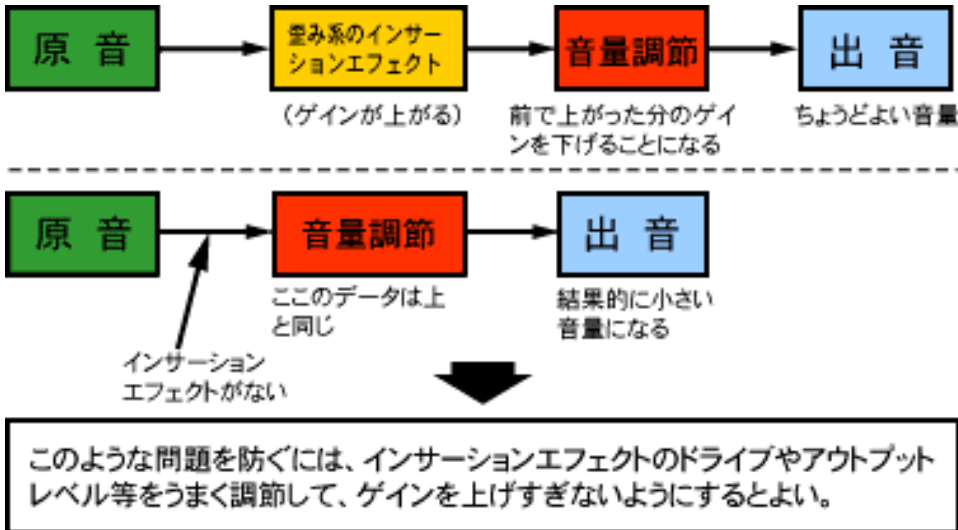 原 音
歪み系のインサー
ションエフェクト
音量調節
出 音
(ゲインが上がる)
前で上がった分のゲイ
ンを下げることになる
ちょうどよい音量
原 音
音量調節
出 音
ここのデータは上
と同じ
結果的に小さい
音量になる
インサーション
エフェクトがない
このような問題を防ぐには、インサーションエフェクトのドライブやアウトプット
レベル等をうまく調節して、ゲインを上げすぎないようにするとよい。